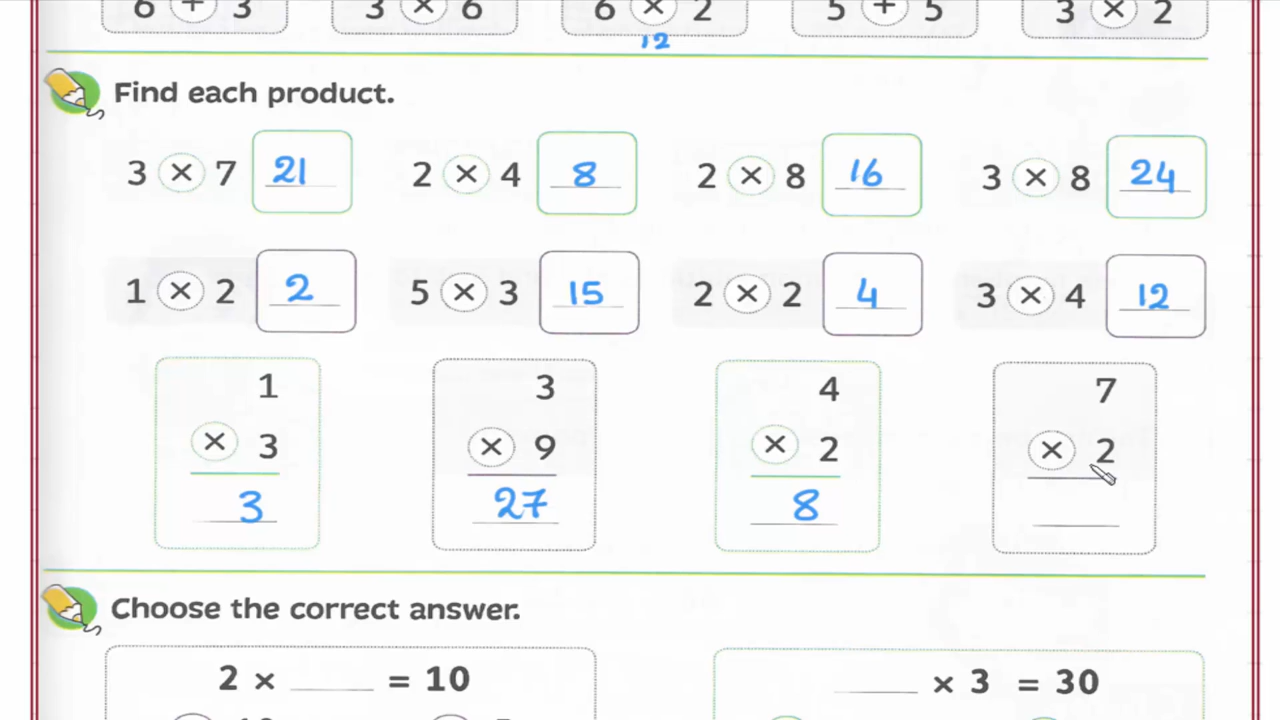 6 + 3 3 × 6 6 × 2 5 + 5 3 × 2
12
Find each product.
3 × 7 21 2 × 4 8 2 × 8 16 3 × 8 24
1 × 2 2 5 × 3 15 2 × 2 4 3 × 4 12
1 3 4 7
× 3 × 9 × 2 × 2
3 27 8
Choose the correct answer.
2 × ____ = 10 ____ × 3 = 30